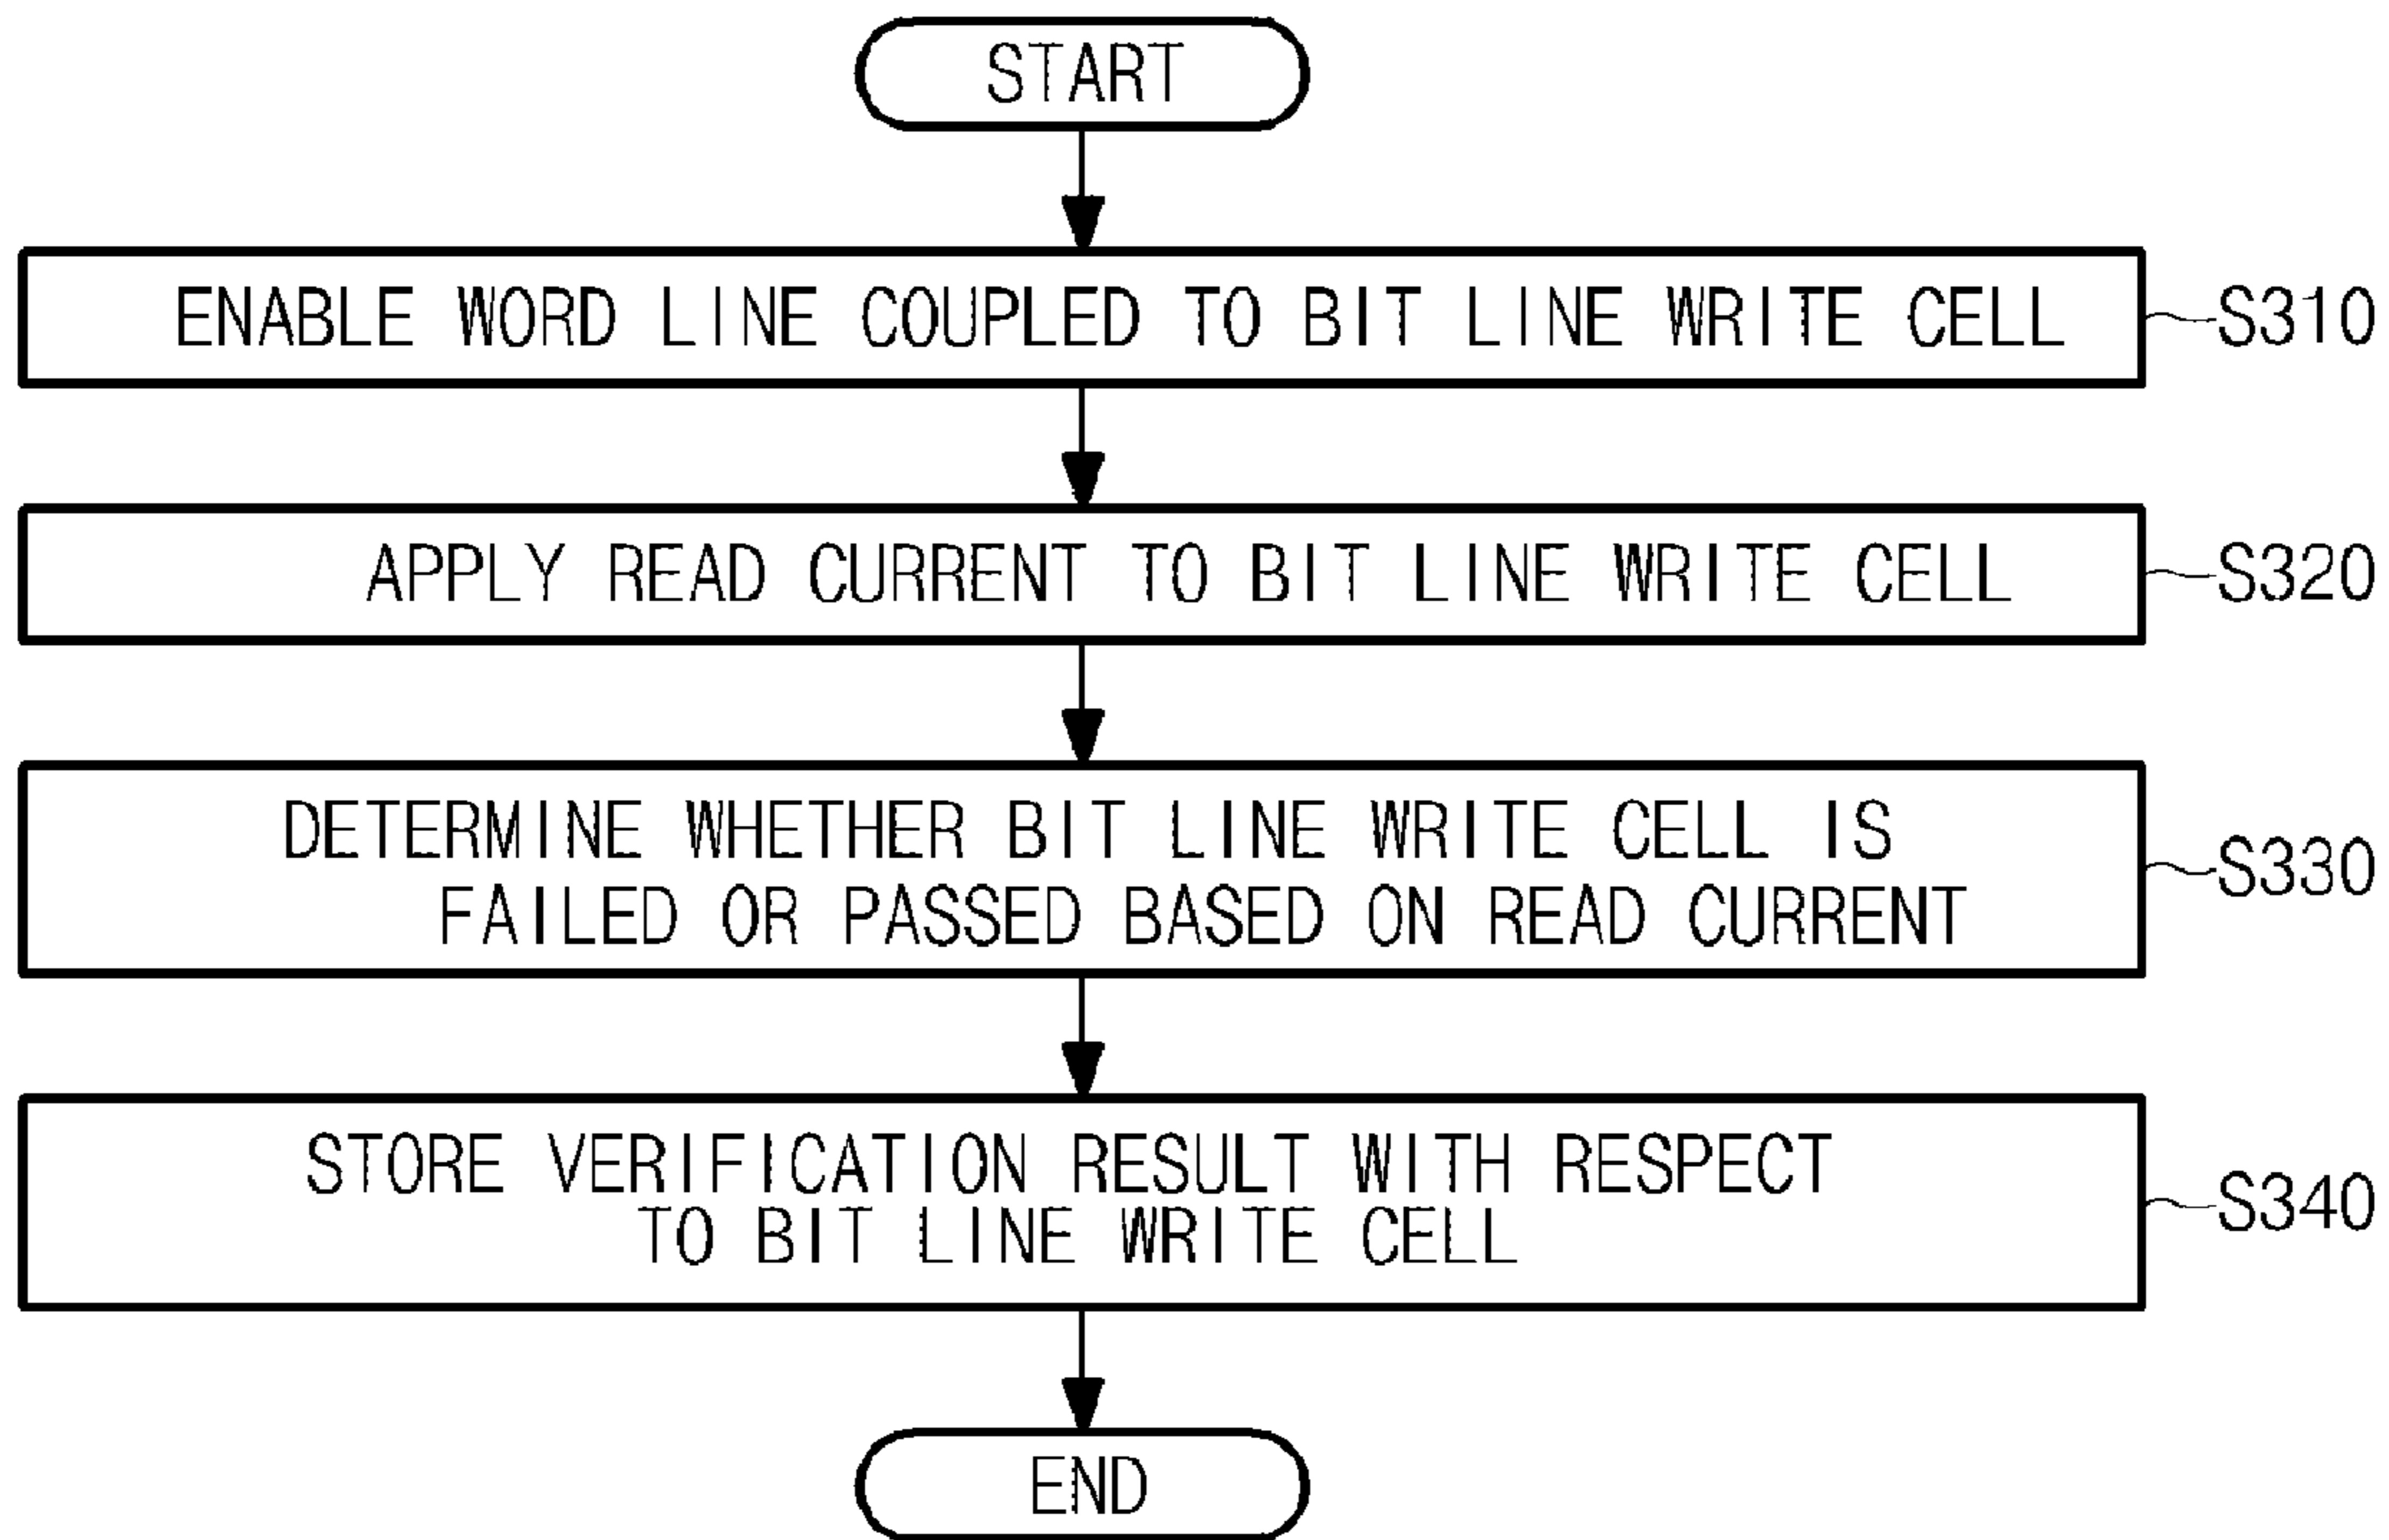 START
ENABLE WORD LINE COUPLED TO BIT LINE WRITE CELL
S310
APPLY READ CURRENT TO BIT LINE WRITE CELL
S320
DETERMINE WHETHER BIT LINE WRITE CELL IS
FAILED OR PASSED BASED ON READ CURRENT
S330
STORE VERIFICATION RESULT WITH RESPECT
TO BIT LINE WRITE CELL
S340
END